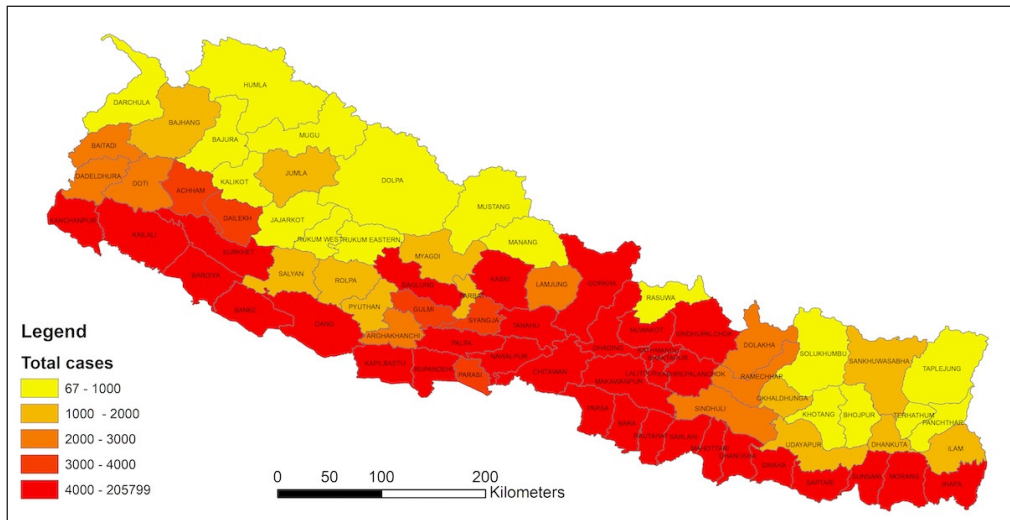 HUMLA
DARCHULA
BAJHANG
BAJURA
MUGU
BAITADI
DADELDHURA
DOTI
ACHHAM
KALIKOT
JUMLA
DOLPA
MUSTANG
MANANG
DAILEKH
JAJARKOT
RUKUM WEST
RUKUM EASTERN
KANCHANPUR
KAILALI
SURKHET
BARDIYA
BANKE
SALYAN
ROLPA
PYUTHAN
DANG
MYAGDI
BAGLUNG
PARBAT
KASKI
LAMJUNG
GORKHA
RASUWA
GULMI
SYANGJA
ARGHAKHANCHI
TANAHU
PALPA
KAPILBASTU
RUPANDEHI
PARASI
NAWALPUR
CHITAWAN
DHADING
NUWAKOT
SINDHUPALCHOK
KATHMANDU
BHAKTAPUR
MAKAWANPUR
DOLAKHA
RAMECHHAP
SINDHULI
OKHALDHUNGA
SOLUKHUMBU
SANKHUWASABHA
TAPLEJUNG
KHOTANG
BHOJPUR
TERHATHUM
PANCHTHAR
UDAYAPUR
DHANKUTA
ILAM
PARSA
BARA
RAUTAHAT
SARLAHI
MAHOTTARI
DHANUSHA
SIRAHA
SAPTARI
SUNSARI
MORANG
JHAPA
Legend
Total cases
67 - 1000
1000 - 2000
2000 - 3000
3000 - 4000
4000 - 205799
0 50 100 200
Kilometers